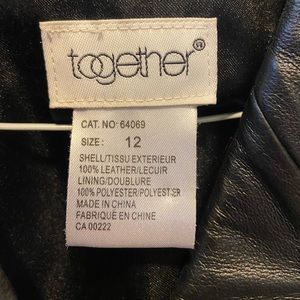 together®
CAT. NO: 64069
SIZE: 12
SHELL/TISSU EXTERIEUR
100% LEATHER/LECUIR
LINING/DOUBLURE
100% POLYESTER/POLYESTER
MADE IN CHINA
FABRIQUÉ EN CHINE
CA 00222